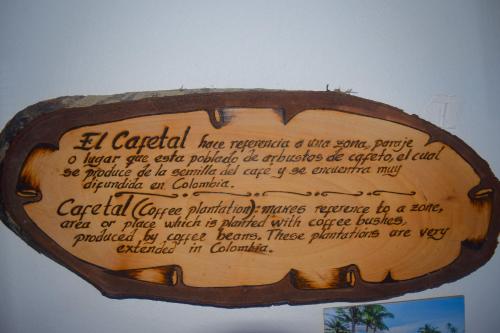 El Cafetal hace referencia a una zona, paraje
o lugar que esta poblado de arbustos de cafeto, el cual
se produce de la semilla del cafe y se encuentra muy
difundida en Colombia.
Cafetal (Coffee plantation): makes reference to a zone,
area or place which is planted with coffee bushes,
produced by coffee beans. These plantations are very
extended in Colombia.